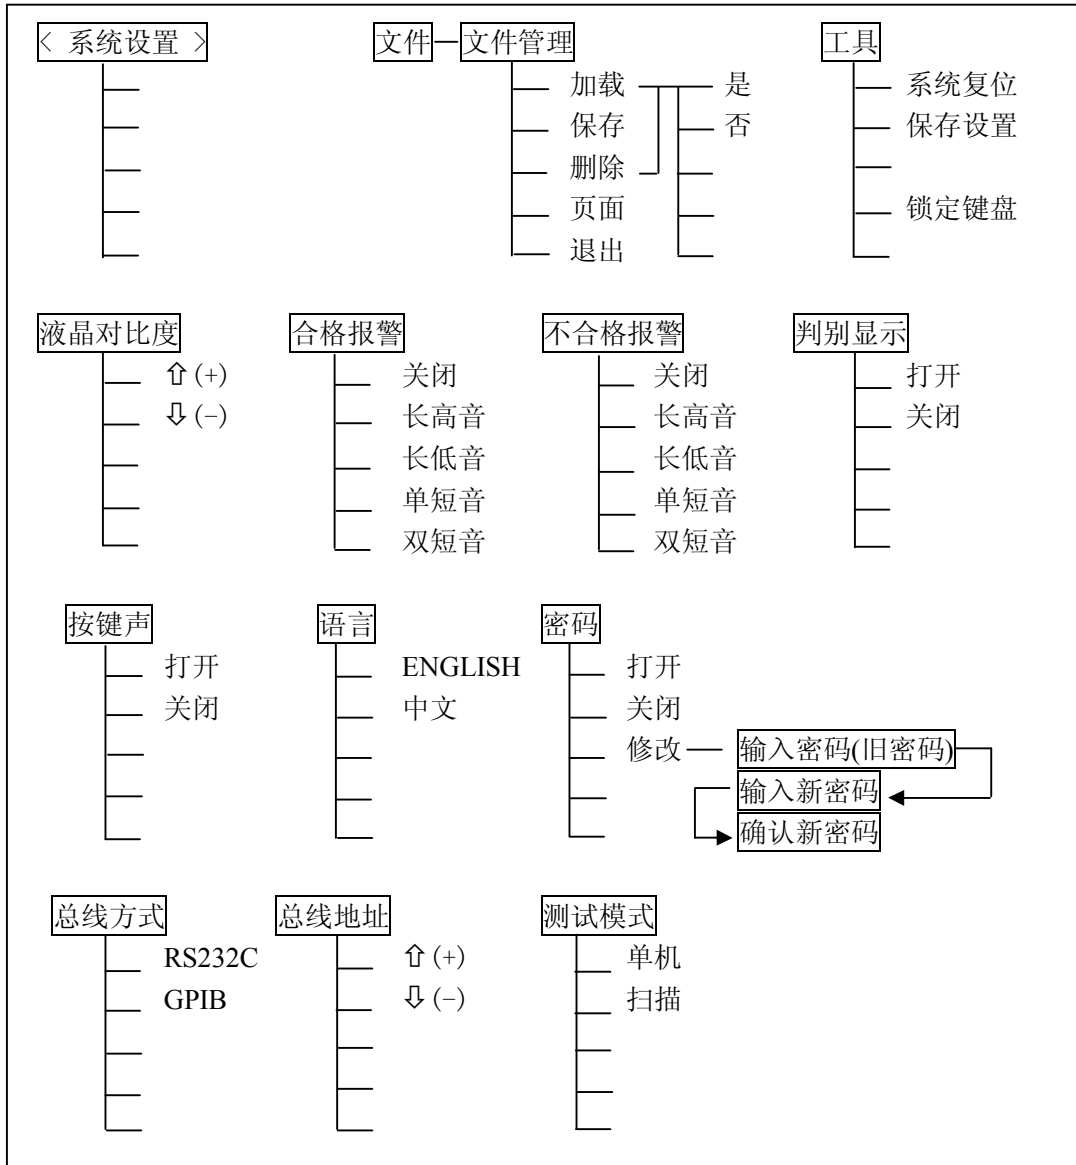 < 系统设置 > 文件 文件管理 工具
加载 是 系统复位
保存 否 保存设置
删除
页面 锁定键盘
退出
液晶对比度 合格报警 不合格报警 判别显示
⇧(+) 关闭 关闭 打开
⇩(−) 长高音 长高音 关闭
长低音 长低音
单短音 单短音
双短音 双短音
按键声 语言 密码
打开 ENGLISH 打开
关闭 中文 关闭
修改 输入密码(旧密码)
输入新密码
确认新密码
总线方式 总线地址 测试模式
RS232C ⇧(+) 单机
GPIB ⇩(−) 扫描